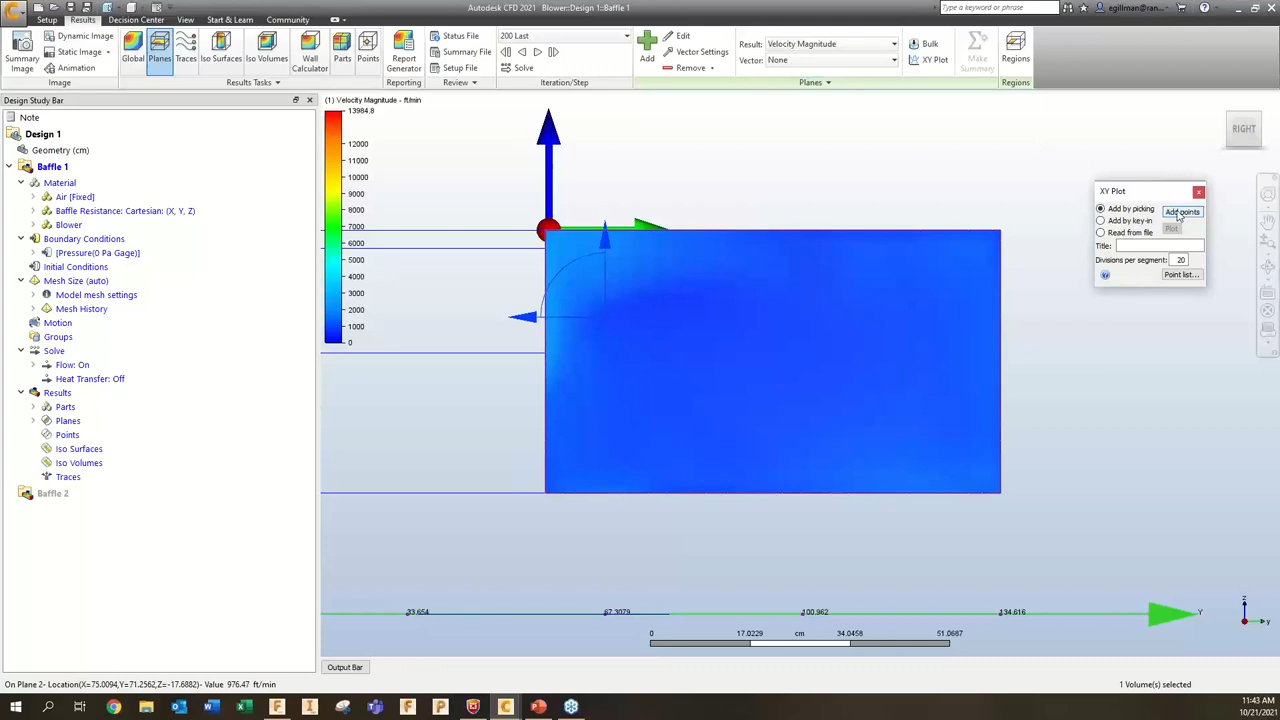 Autodesk CFD 2021 Blower::Design 1::Baffle 1
Type a keyword or phrase
egillman@ran...
Setup Results Decision Center View Start & Learn Community
Summary Image
Dynamic Image
Static Image
Animation
Image
Global Planes Traces Iso Surfaces Iso Volumes Wall Calculator Parts Points
Results Tasks
Report Generator
Reporting
Status File
Summary File
Setup File
Review
200 Last
Solve
Iteration/Step
Add
Edit
Vector Settings
Remove
Result: Velocity Magnitude
Vector: None
Bulk
XY Plot
Make Summary
Planes
Regions
Regions
Design Study Bar
Note
Design 1
Geometry (cm)
Baffle 1
Material
Air [Fixed]
Baffle Resistance: Cartesian: (X, Y, Z)
Blower
Boundary Conditions
[Pressure(0 Pa Gage)]
Initial Conditions
Mesh Size (auto)
Model mesh settings
Mesh History
Motion
Groups
Solve
Flow: On
Heat Transfer: Off
Results
Parts
Planes
Points
Iso Surfaces
Iso Volumes
Traces
Baffle 2
(1) Velocity Magnitude - ft/min
13984.8
12000
11000
10000
9000
8000
7000
6000
5000
4000
3000
2000
1000
0
RIGHT
XY Plot
Add by picking
Add points
Add by key-in
Plot
Read from file
Title:
Divisions per segment: 20
Point list...
33.654 67.3079 100.962 134.616 Y
0 17.0229 cm 34.0458 51.0687
z
y
Output Bar
On Plane 2- Location(X=75.0094,Y=71.2562,Z=-17.6882) - Value 976.47 ft/min
1 Volume(s) selected
11:43 AM
10/21/2021